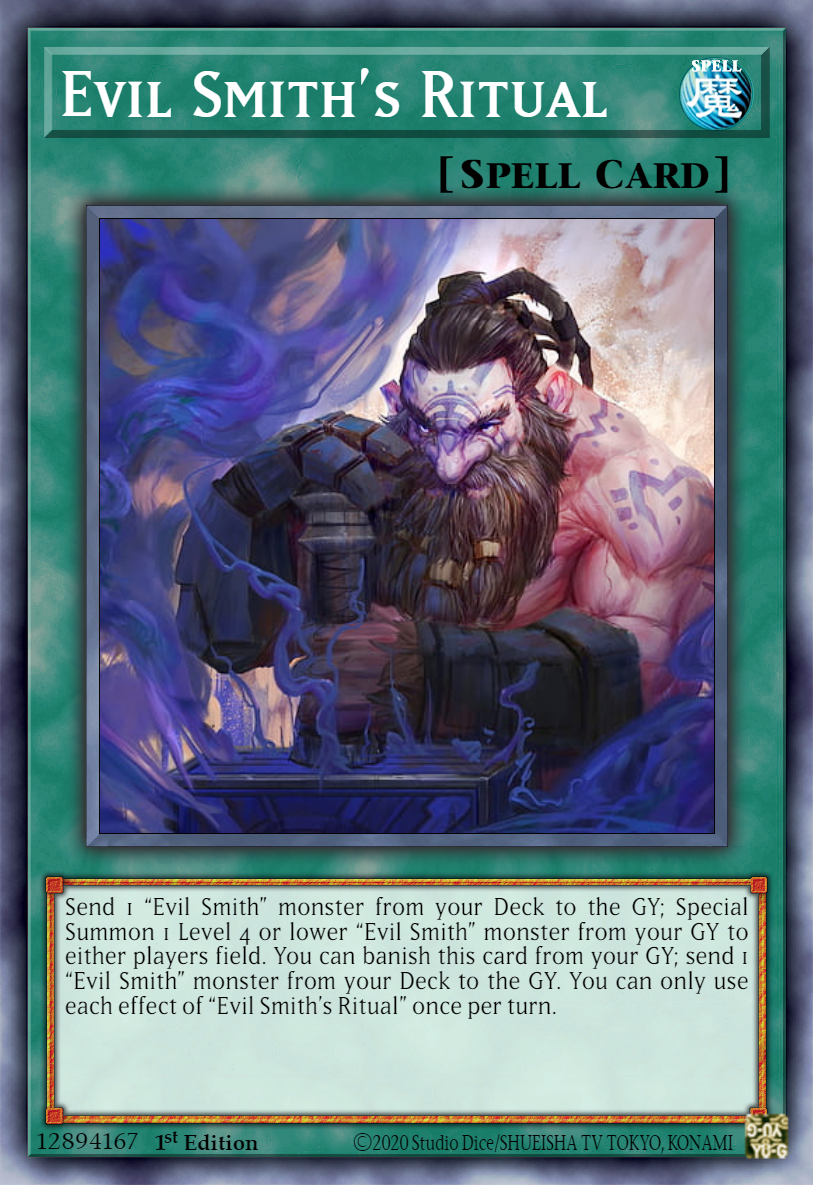 Evil Smith's Ritual
SPELL
魔
[Spell Card]
Send 1 “Evil Smith” monster from your Deck to the GY; Special
Summon 1 Level 4 or lower “Evil Smith” monster from your GY to
either players field. You can banish this card from your GY; send 1
“Evil Smith” monster from your Deck to the GY. You can only use
each effect of “Evil Smith’s Ritual” once per turn.
12894167 1st Edition ©2020 Studio Dice/SHUEISHA TV TOKYO, KONAMI